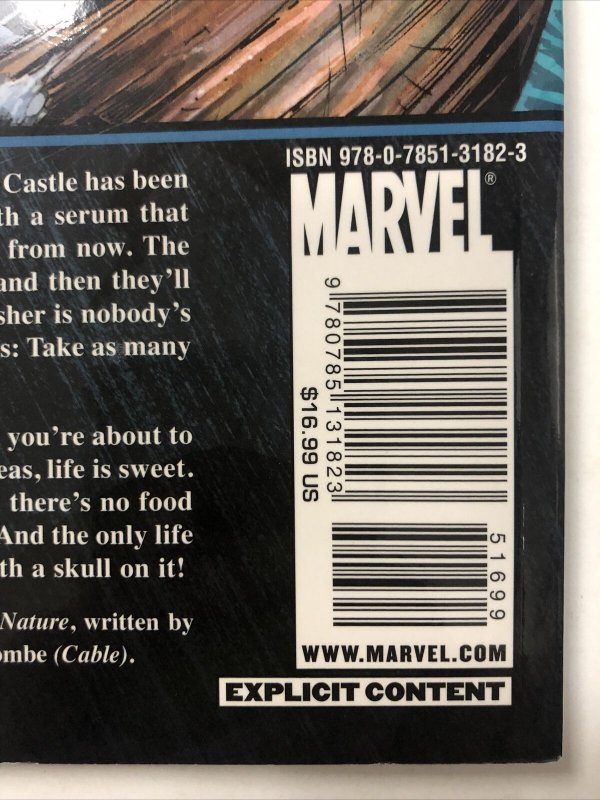 ISBN 978-0-7851-3182-3
MARVEL®
9 780785 131823
$16.99 US
51699
WWW.MARVEL.COM
EXPLICIT CONTENT
Castle has been
th a serum that
from now. The
and then they'll
sher is nobody's
s: Take as many
you're about to
eas, life is sweet.
there's no food
And the only life
th a skull on it!
Nature, written by
ombe (Cable).